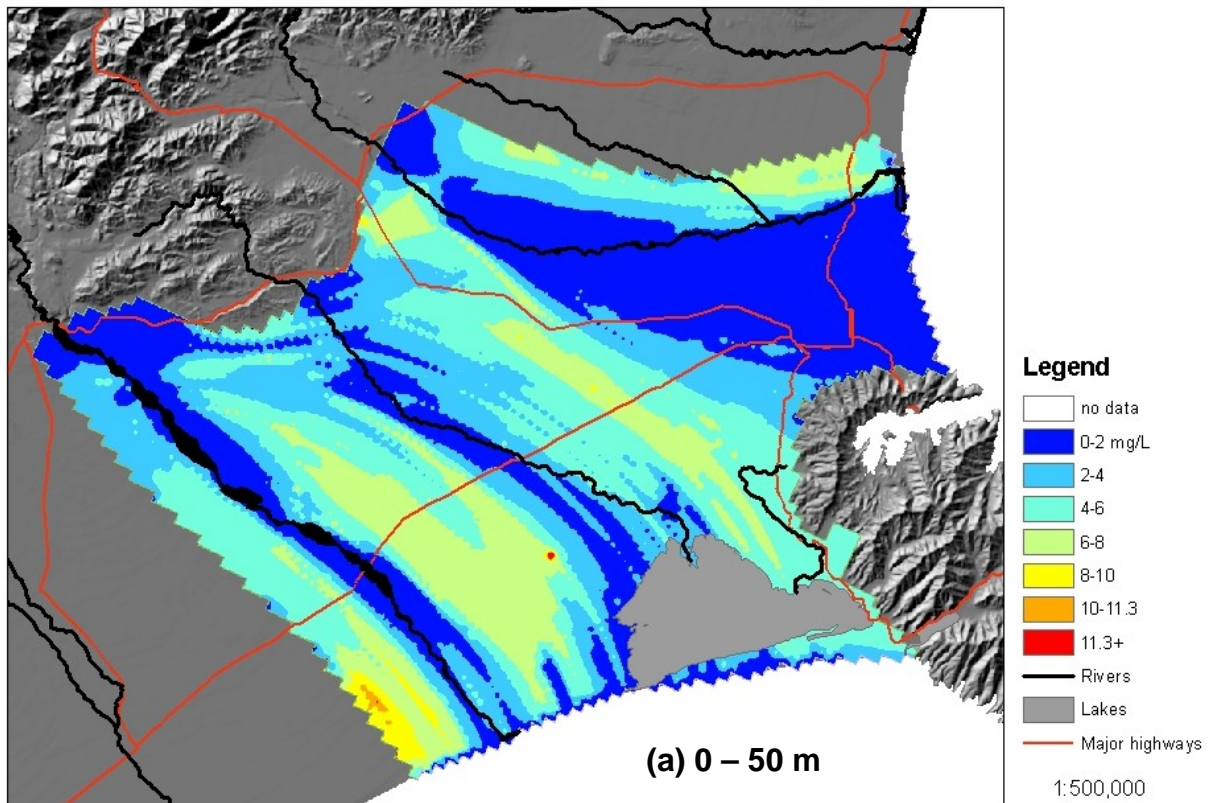 Legend
no data
0-2 mg/L
2-4
4-6
6-8
8-10
10-11.3
11.3+
Rivers
Lakes
Major highways
1:500,000
(a) 0 – 50 m